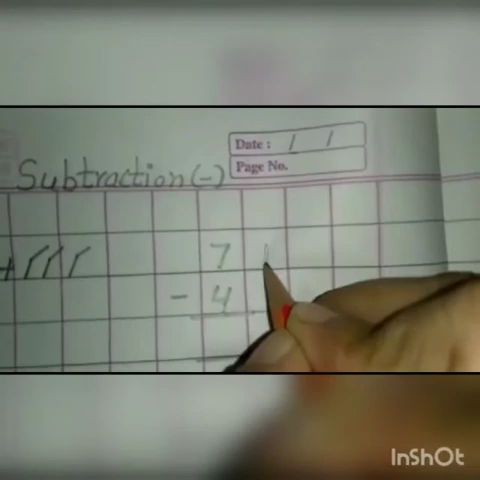 Date : / /
Page No.
Subtraction (-)
7
- 4
InShOt